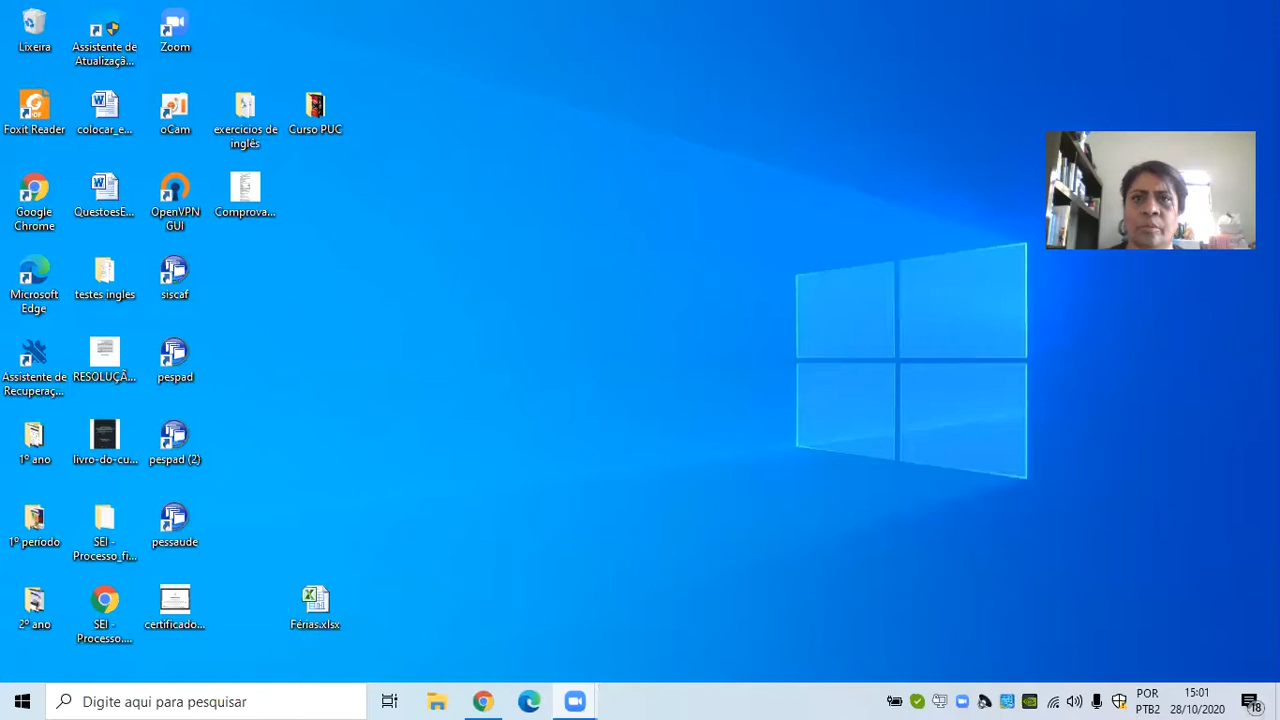 Lixeira
Assistente de
Atualizaçã...
Zoom
Foxit Reader
colocar_e...
oCam
exercicios de
inglês
Curso PUC
Google
Chrome
QuestoesE...
OpenVPN
GUI
Comprova...
Microsoft
Edge
testes ingles
siscaf
Assistente de
Recuperaç...
RESOLUÇÃ...
pespad
1º ano
livro-do-cu...
pespad (2)
1º periodo
SEI -
Processo_fi...
pessaude
2º ano
SEI -
Processo....
certificado...
Férias.xlsx
Digite aqui para pesquisar
POR
PTB2
15:01
28/10/2020
18